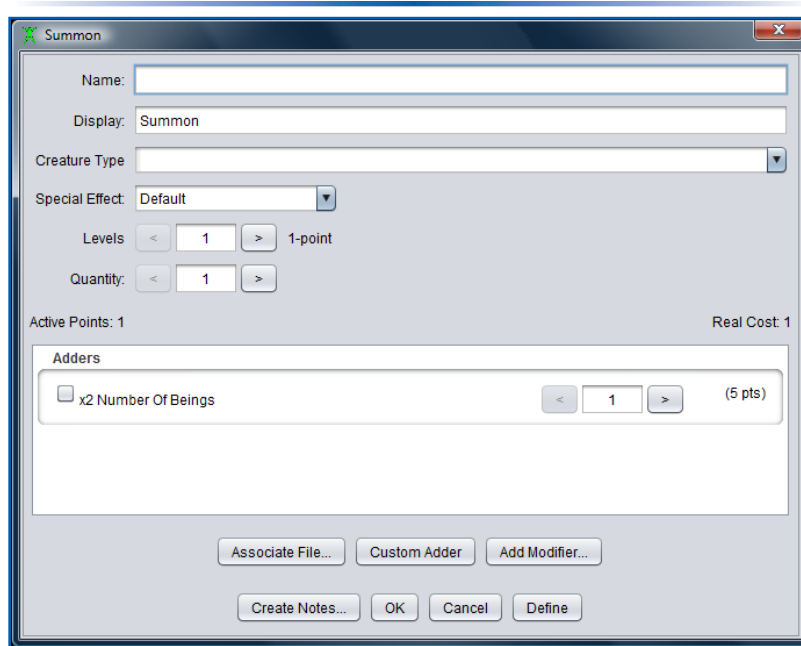 Summon
Name:
Display: Summon
Creature Type
Special Effect: Default
Levels < 1 > 1-point
Quantity: < 1 >
Active Points: 1 Real Cost: 1
Adders
x2 Number Of Beings < 1 > (5 pts)
Associate File... Custom Adder Add Modifier...
Create Notes... OK Cancel Define